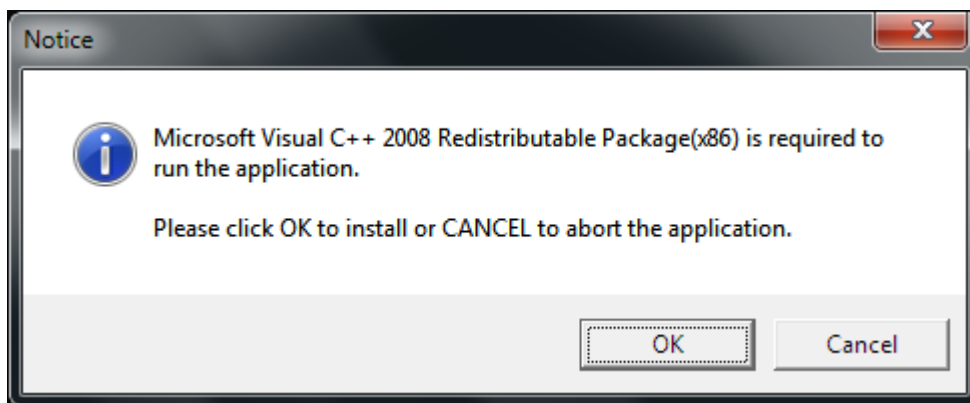 Notice
Microsoft Visual C++ 2008 Redistributable Package(x86) is required to
run the application.
Please click OK to install or CANCEL to abort the application.
OK
Cancel